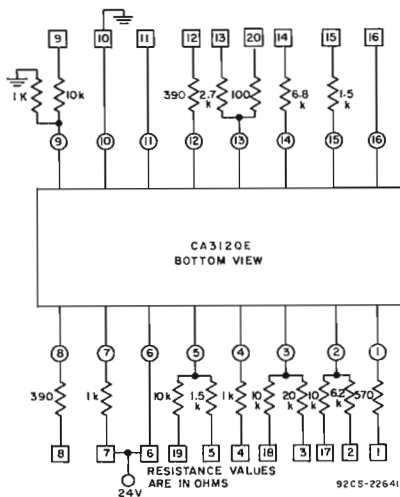 9 10 11 12 13 20 14 15 16
1K 10k 390 2.7 k 100 6.8 k 1.5 k
9 10 11 12 13 14 15 16
CA3120E
BOTTOM VIEW
8 7 6 5 4 3 2 1
390 1k 10k 1.5 k 1k 10 k 20 k 10 k 6.2 k 570
8 7 6 19 5 4 18 3 17 2 1
24V
RESISTANCE VALUES
ARE IN OHMS
92CS-22641